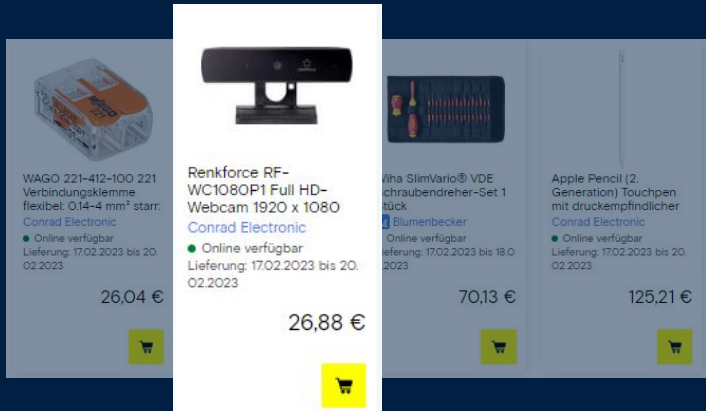 WAGO
221
WAGO 221-412-100 221
Verbindungsklemme
flexibel: 0.14-4 mm² starr:
Conrad Electronic
Online verfügbar
Lieferung: 17.02.2023 bis 20.
02.2023
26,04 €
Renkforce RF-
WC1080P1 Full HD-
Webcam 1920 x 1080
Conrad Electronic
Online verfügbar
Lieferung: 17.02.2023 bis 20.
02.2023
26,88 €
Wiha SlimVario® VDE
Schraubendreher-Set 1
Stück
Blumenbecker
Online verfügbar
Lieferung: 17.02.2023 bis 18.0
2.2023
70,13 €
Apple Pencil (2.
Generation) Touchpen
mit druckempfindlicher
Conrad Electronic
Online verfügbar
Lieferung: 17.02.2023 bis 20.
02.2023
125,21 €